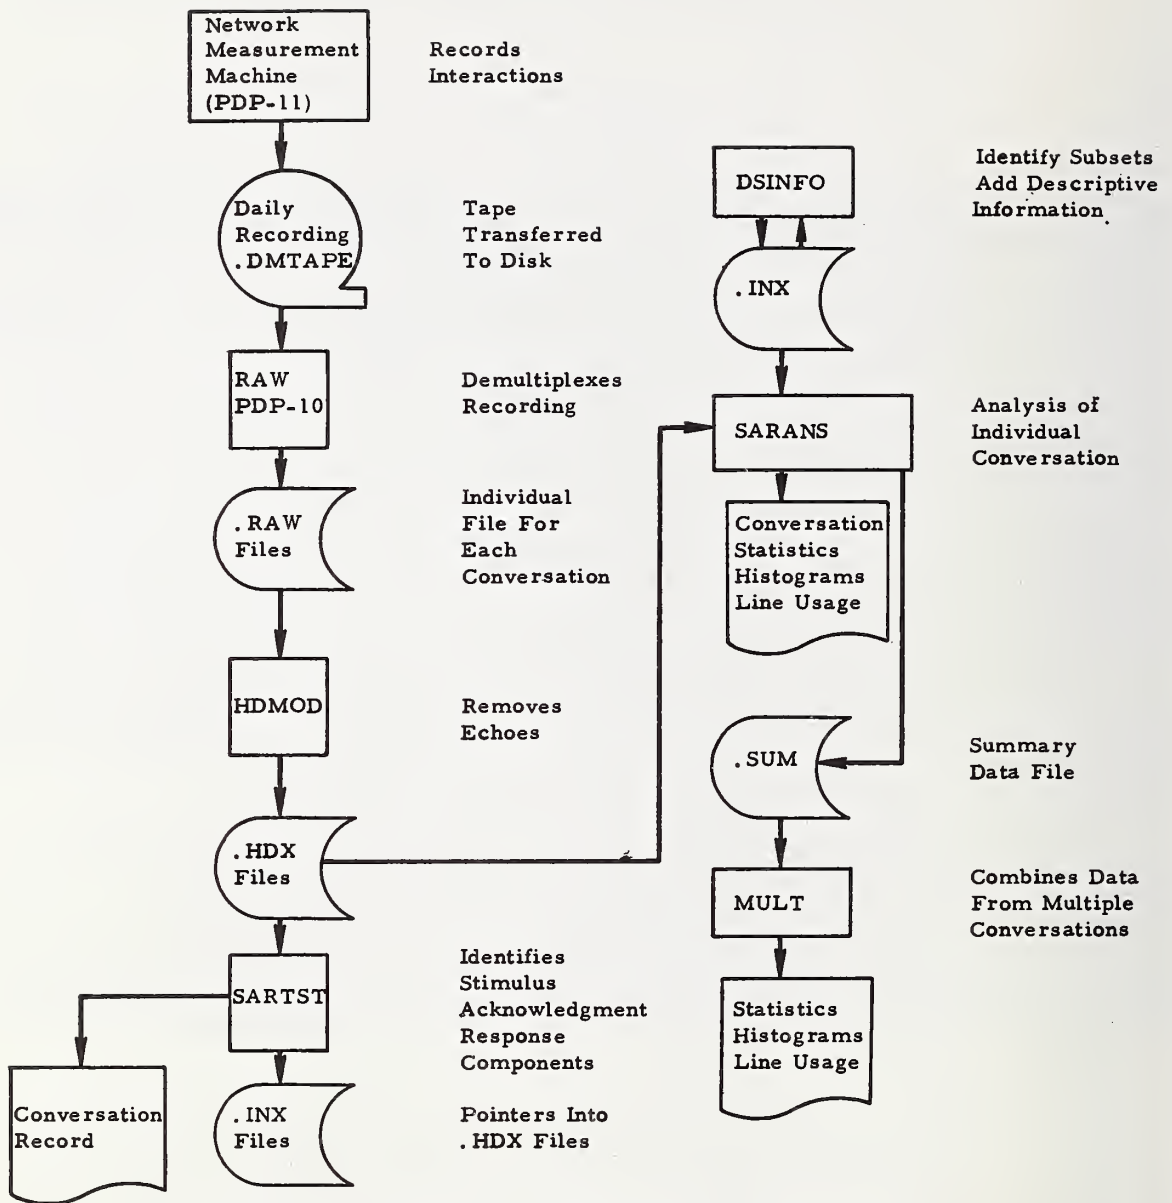 Network
Measurement
Machine
(PDP-11)
Records
Interactions
Daily
Recording
.DMTAPE
Tape
Transferred
To Disk
RAW
PDP-10
Demultiplexes
Recording
.RAW
Files
Individual
File For
Each
Conversation
HDMOD
Removes
Echoes
.HDX
Files
SARTST
Identifies
Stimulus
Acknowledgment
Response
Components
Conversation
Record
.INX
Files
Pointers Into
.HDX Files
DSINFO
Identify Subsets
Add Descriptive
Information.
.INX
SARANS
Analysis of
Individual
Conversation
Conversation
Statistics
Histograms
Line Usage
.SUM
Summary
Data File
MULT
Combines Data
From Multiple
Conversations
Statistics
Histograms
Line Usage